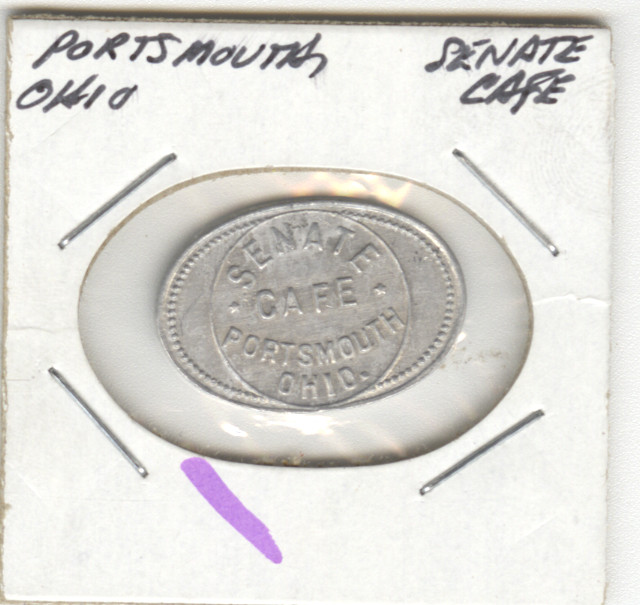 PORTSMOUTH,
OHIO
SENATE
CAFE
SENATE
CAFE
PORTSMOUTH
OHIO.